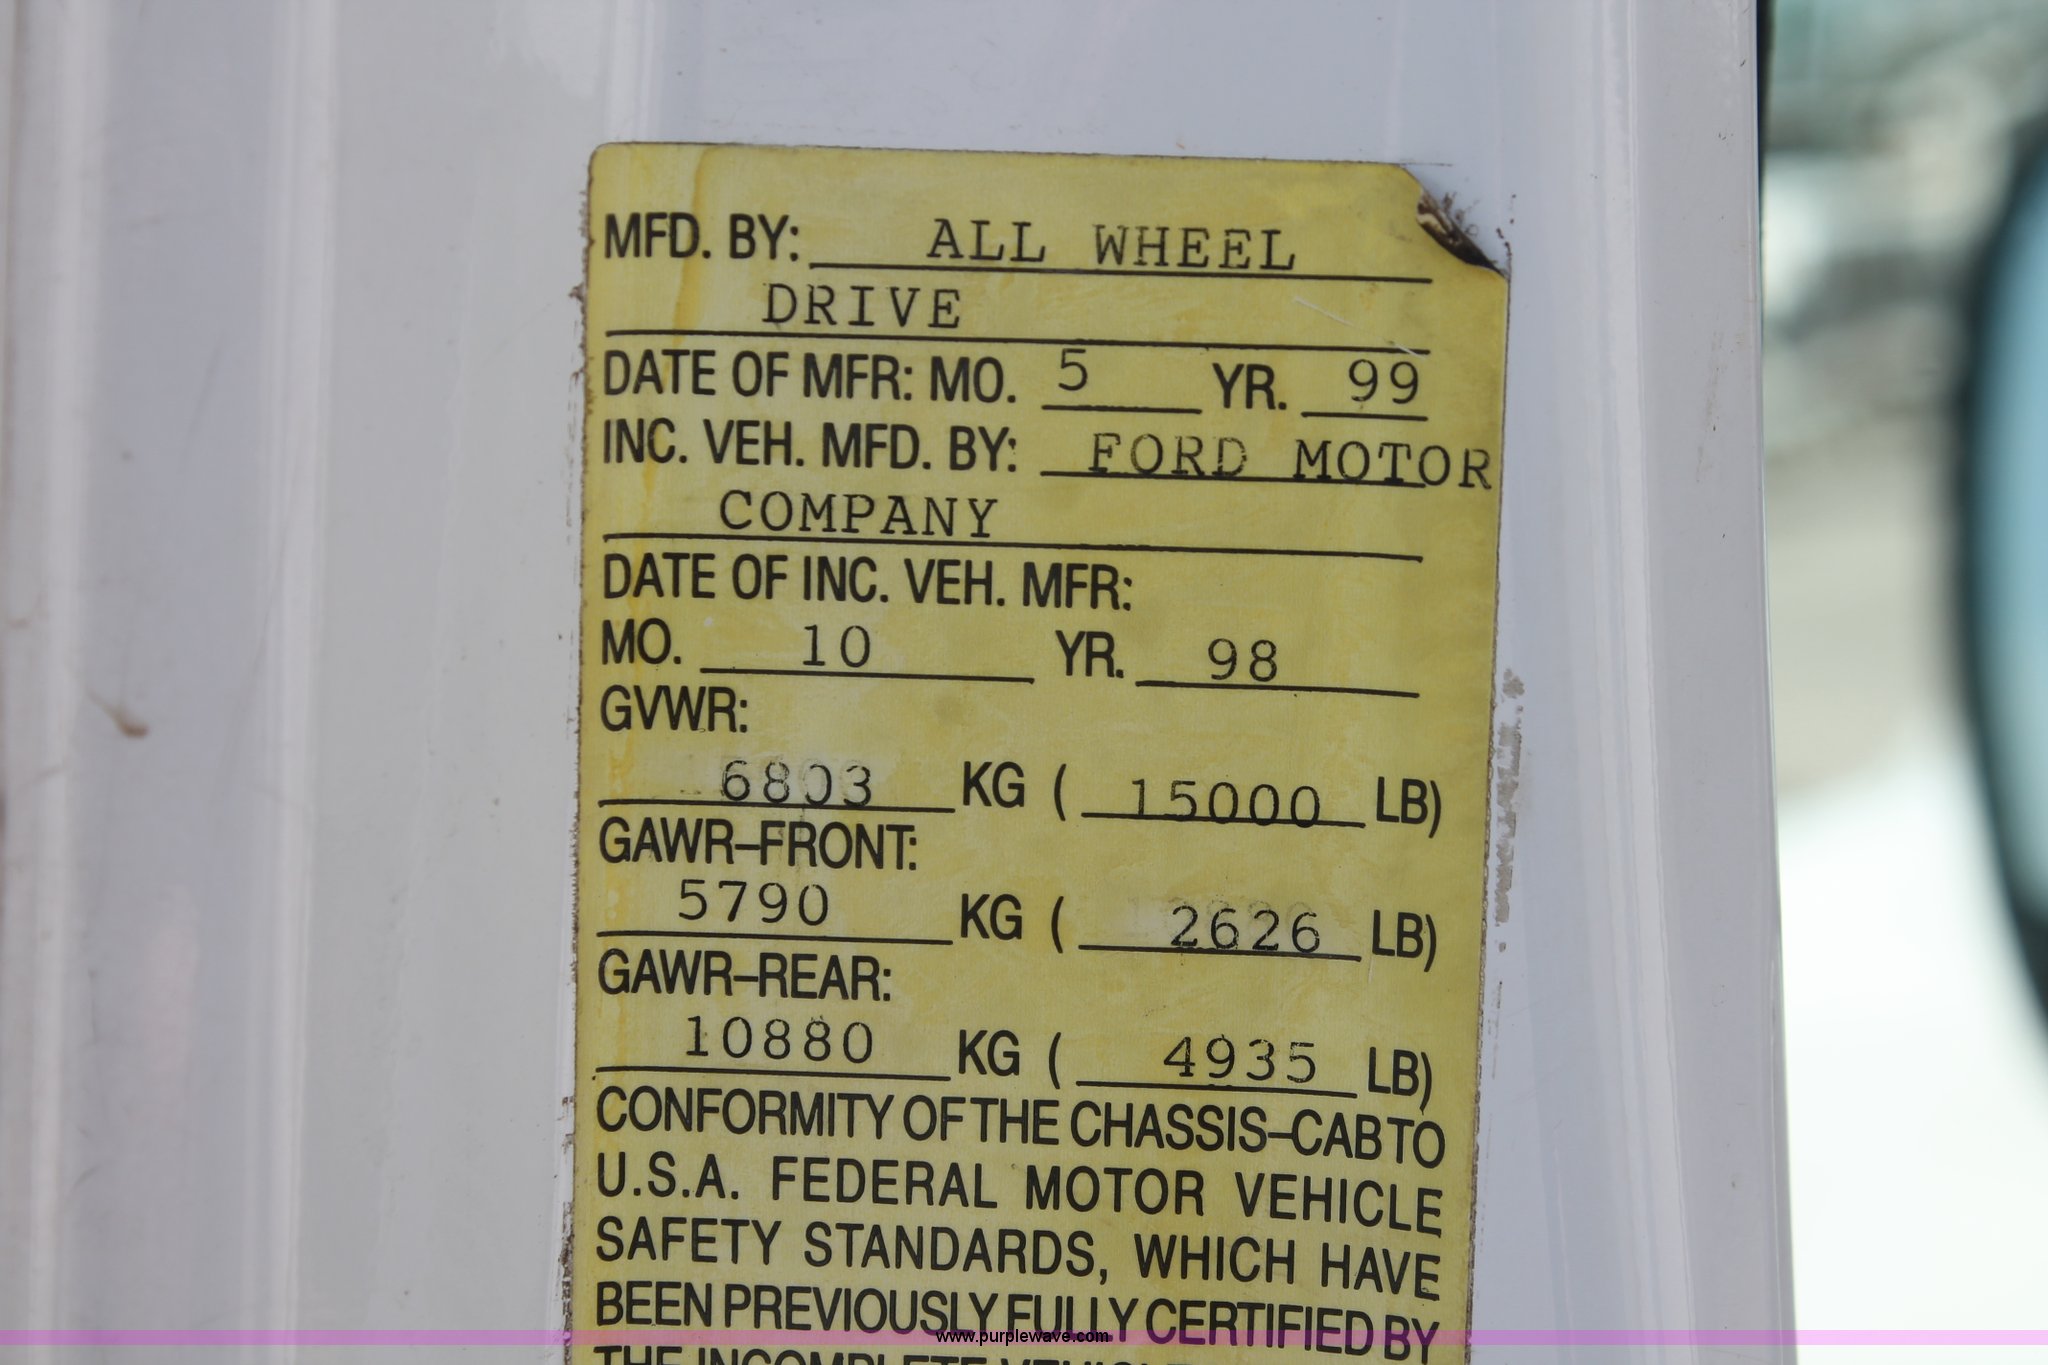 MFD. BY: ALL WHEEL
DRIVE
DATE OF MFR: MO. 5 YR. 99
INC. VEH. MFD. BY: FORD MOTOR
COMPANY
DATE OF INC. VEH. MFR:
MO. 10 YR. 98
GVWR:
6803 KG ( 15000 LB)
GAWR–FRONT:
5790 KG ( 2626 LB)
GAWR–REAR:
10880 KG ( 4935 LB)
CONFORMITY OF THE CHASSIS–CAB TO
U.S.A. FEDERAL MOTOR VEHICLE
SAFETY STANDARDS, WHICH HAVE
BEEN PREVIOUSLY FULLY CERTIFIED BY
www.purplewave.com
THE INCOMPLETE VEHICLE